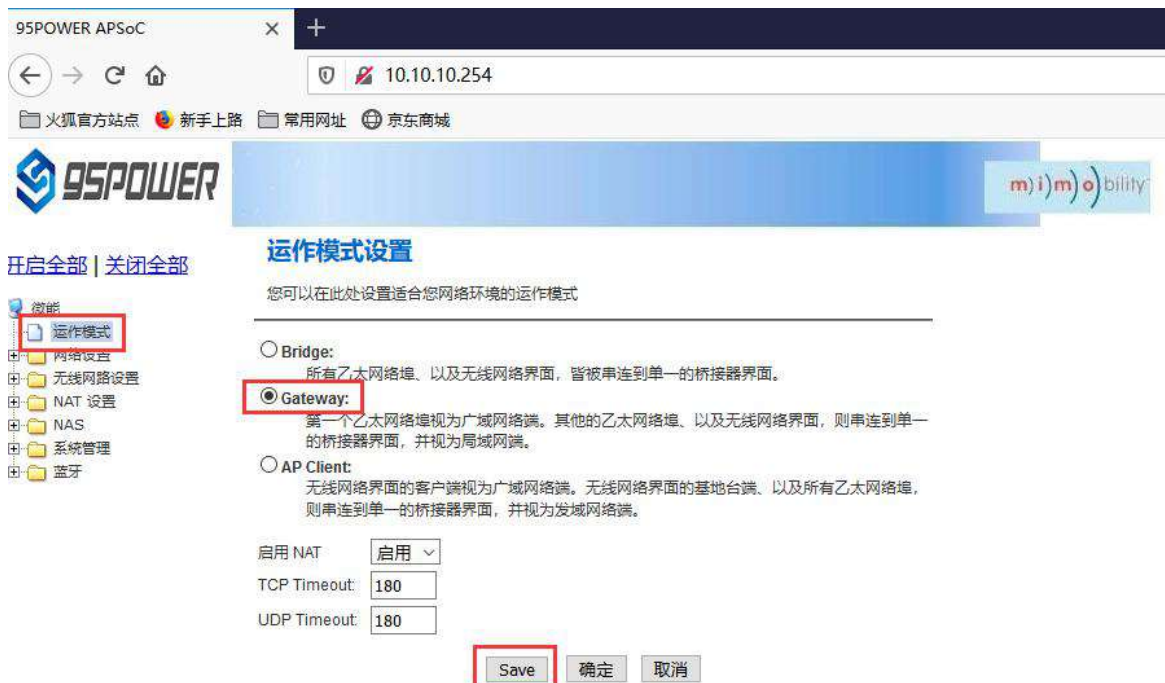 95POWER APSoC
10.10.10.254
火狐官方站点 新手上路 常用网址 京东商城
95POWER
m)i)m)o)bility
开启全部 | 关闭全部
微能
运作模式
网络设置
无线网路设置
NAT 设置
NAS
系统管理
蓝牙
运作模式设置
您可以在此处设置适合您网络环境的运作模式
Bridge:
所有乙太网络埠、以及无线网络界面，皆被串连到单一的桥接器界面。
Gateway:
第一个乙太网络埠视为广域网络端。其他的乙太网络埠、以及无线网络界面，则串连到单一
的桥接器界面，并视为局域网端。
AP Client:
无线网络界面的客户端视为广域网络端。无线网络界面的基地台端、以及所有乙太网络埠，
则串连到单一的桥接器界面，并视为发域网络端。
启用 NAT 启用
TCP Timeout: 180
UDP Timeout: 180
Save 确定 取消